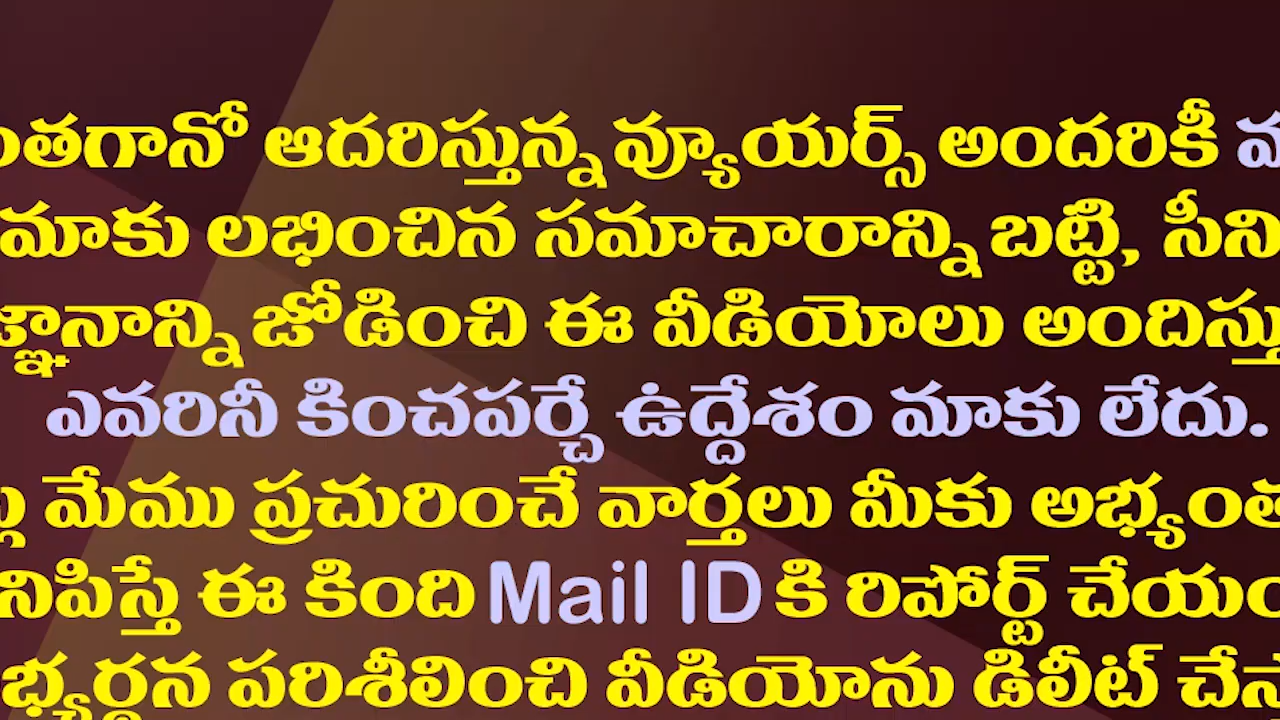 ఆదరిస్తున్న వ్యూయర్స్ అందరికీ
మాకు లభించిన సమాచారాన్ని బట్టి, సీని
జోడించి ఈ వీడియోలు
ఎవరినీ కించపర్చే ఉద్దేశం మాకు లేదు.
మేము ప్రచురించే వార్తలు మీకు
ఈ కింది Mail ID కి రిపోర్ట్
పరిశీలించి వీడియోను డిలీట్